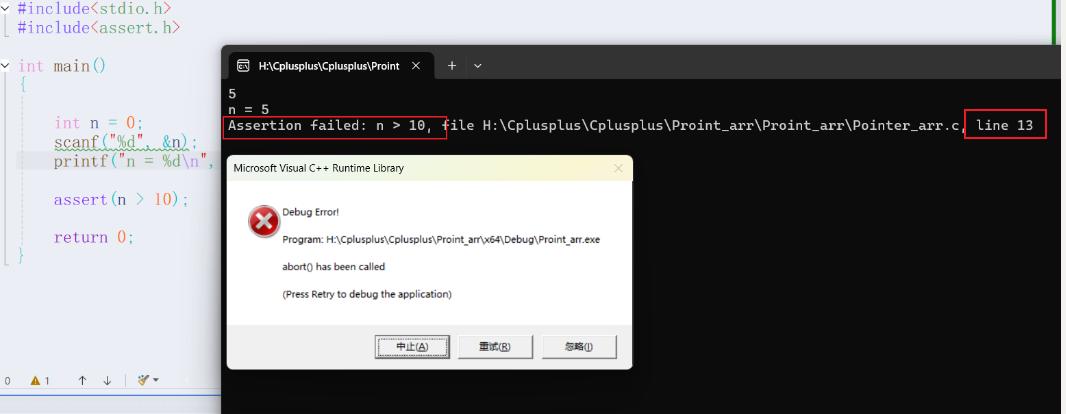 #include<stdio.h>
#include<assert.h>
int main()
{
int n = 0;
scanf("%d", &n);
printf("n = %d\n",
assert(n > 10);
return 0;
}
0 1
H:\Cplusplus\Cplusplus\Proint
5
n = 5
Assertion failed: n > 10, file H:\Cplusplus\Cplusplus\Proint_arr\Proint_arr\Pointer_arr.c, line 13
Microsoft Visual C++ Runtime Library
Debug Error!
Program: H:\Cplusplus\Cplusplus\Proint_arr\x64\Debug\Proint_arr.exe
abort() has been called
(Press Retry to debug the application)
中止(A) 重试(R) 忽略(I)